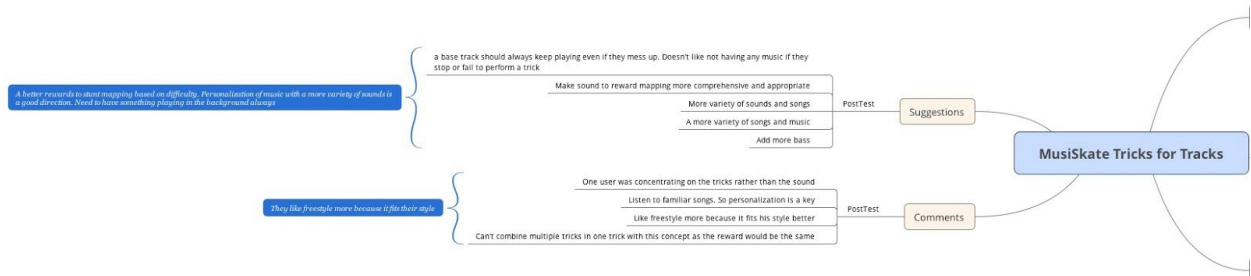 a base track should always keep playing even if they mess up. Doesn't like not having any music if they
stop or fail to perform a trick
A better rewards to stunt mapping based on difficulty. Personalization of music with a more variety of sounds is
a good direction. Need to have something playing in the background always
Make sound to reward mapping more comprehensive and appropriate
More variety of sounds and songs
PostTest
Suggestions
A more variety of songs and music
Add more bass
MusiSkate Tricks for Tracks
One user was concentrating on the tricks rather than the sound
Listen to familiar songs. So personalization is a key
They like freestyle more because it fits their style
PostTest
Comments
Like freestyle more because it fits his style better
Can't combine multiple tricks in one trick with this concept as the reward would be the same